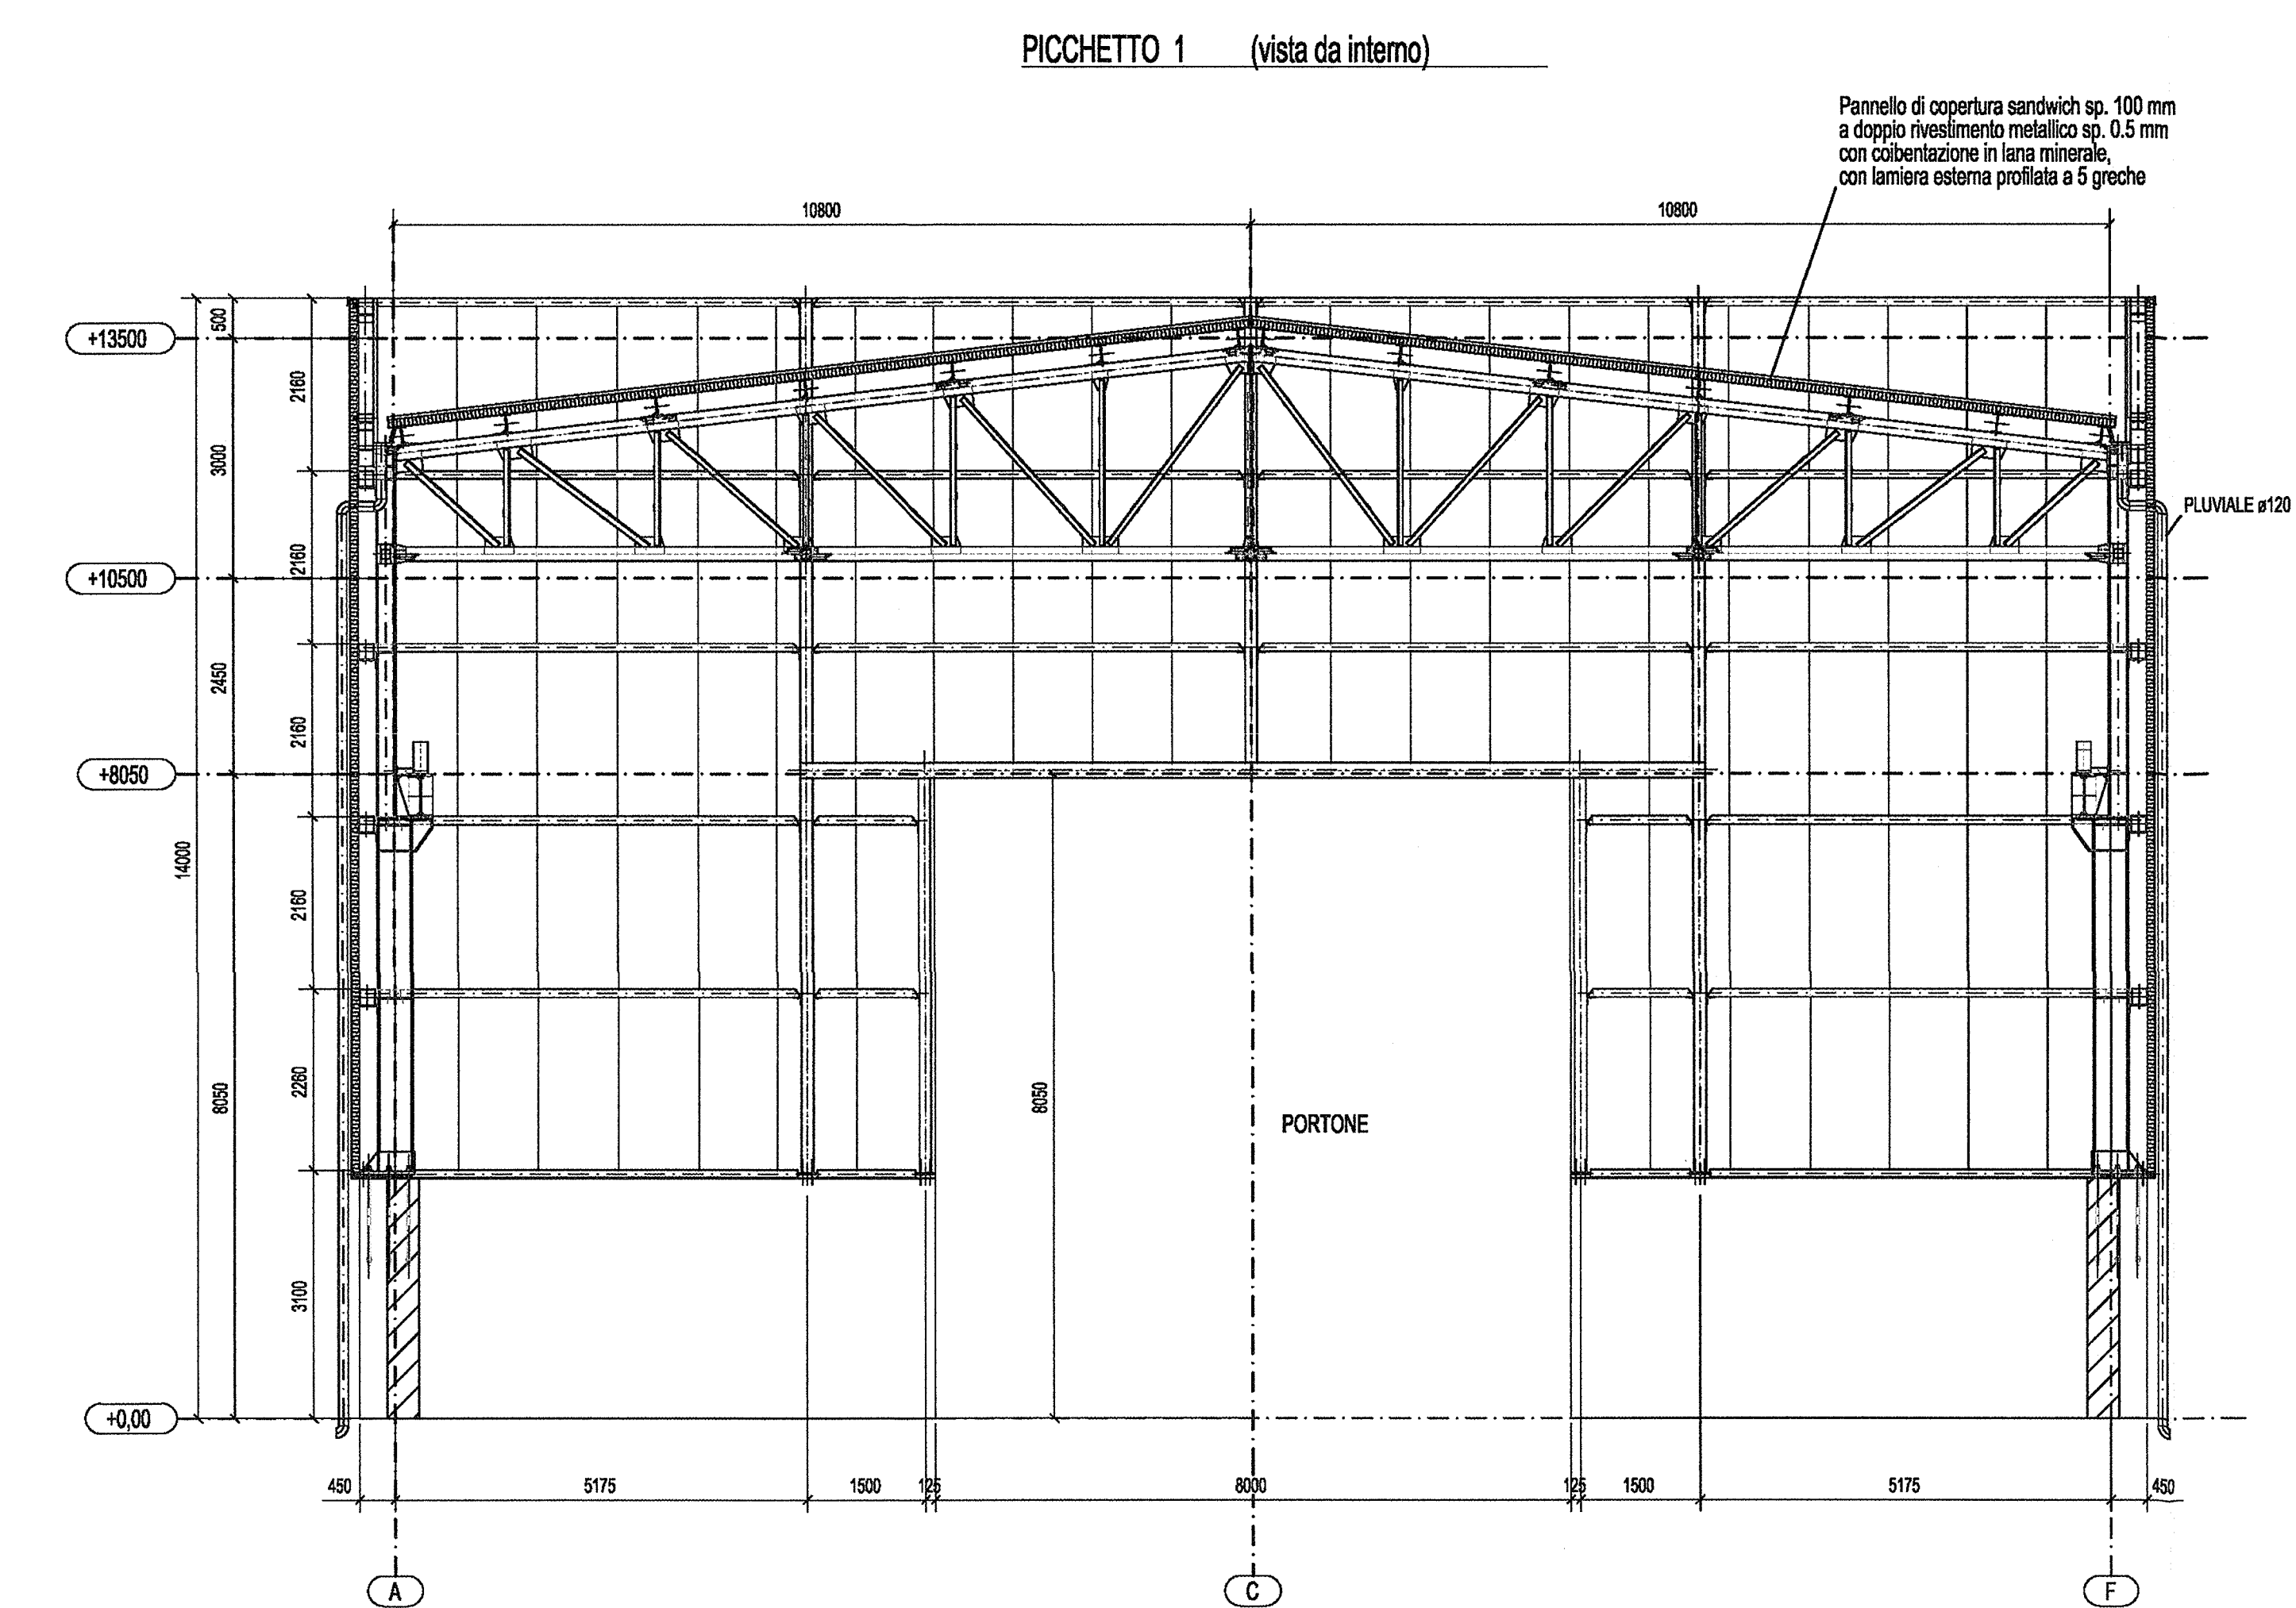 PICCHETTO 1 (vista da interno)
Pannello di copertura sandwich sp. 100 mm
a doppio rivestimento metallico sp. 0.5 mm
con coibentazione in lana minerale,
con lamiera esterna profilata a 5 greche
10800
10800
500
+13500
2160
3000
PLUVIALE ø120
2160
+10500
2450
2160
+8050
14000
2160
2260
8050
8050
PORTONE
3100
+0,00
450
5175
1500
125
8000
125
1500
5175
450
A
C
F